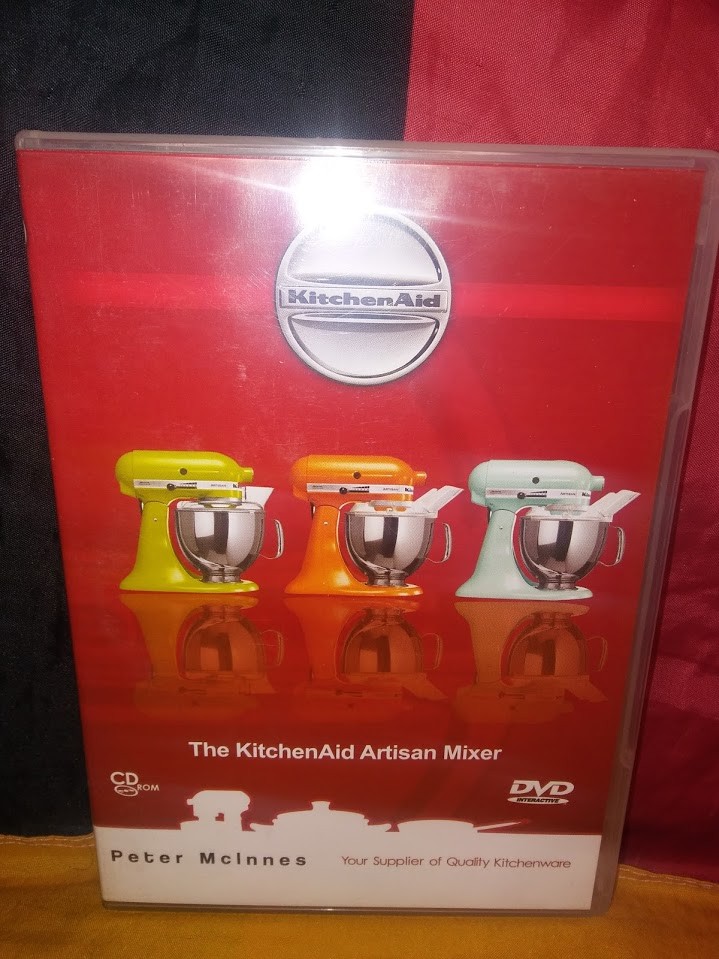 KitchenAid
The KitchenAid Artisan Mixer
CD ROM
DVD
INTERACTIVE
Peter McInnes
Your Supplier of Quality Kitchenware